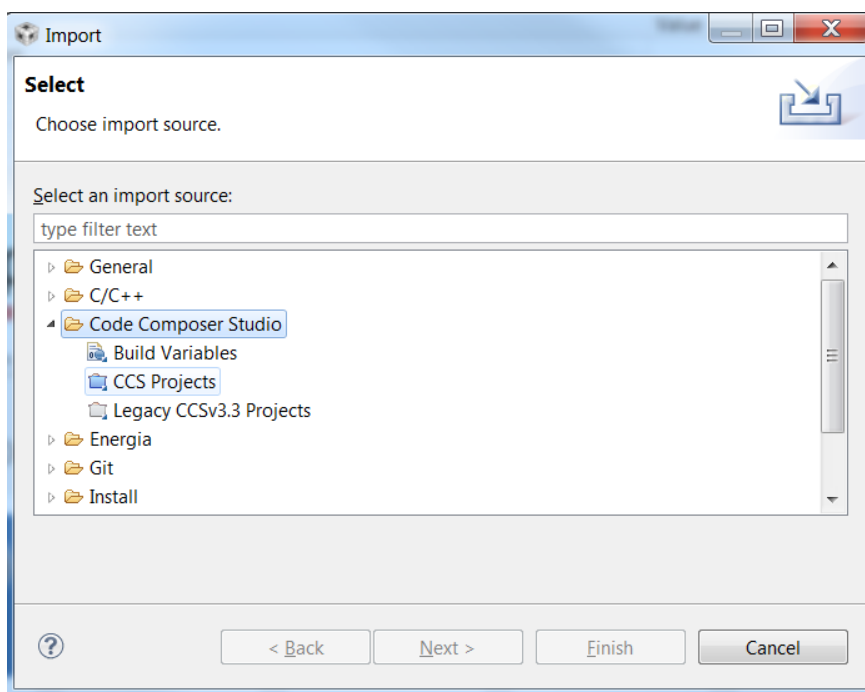 Import
Select
Choose import source.
Select an import source:
type filter text
General
C/C++
Code Composer Studio
Build Variables
CCS Projects
Legacy CCSv3.3 Projects
Energia
Git
Install
?
< Back Next > Finish Cancel